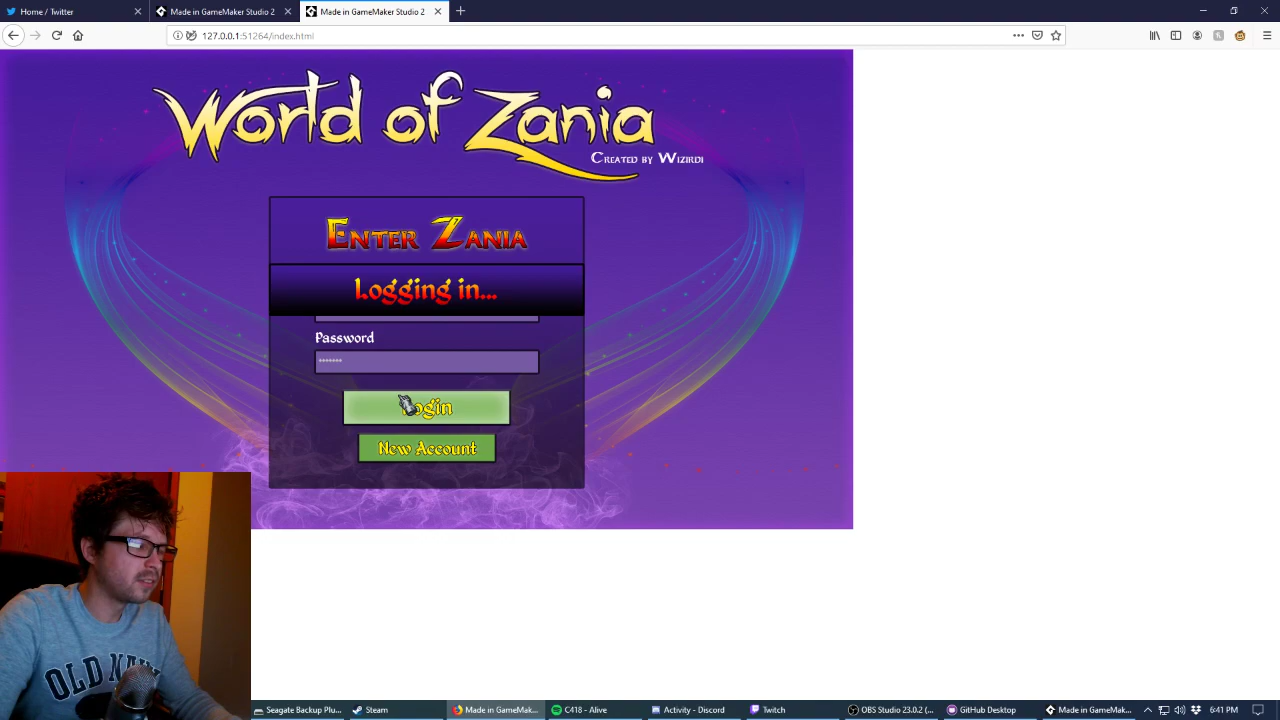 Home / Twitter
Made in GameMaker Studio 2
Made in GameMaker Studio 2
127.0.0.1:51264/index.html
World of Zania
Created by Wizirdi
Enter Zania
Logging in...
Password
*******
Login
New Account
OLD NAVY
Seagate Backup Plu...
Steam
Made in GameMak...
C418 - Alive
Activity - Discord
Twitch
OBS Studio 23.0.2 (...
GitHub Desktop
Made in GameMak...
6:41 PM